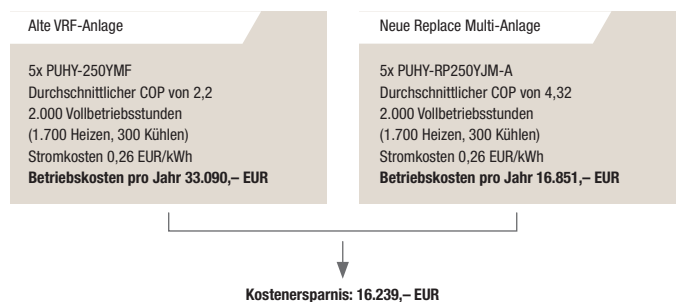 Alte VRF-Anlage
5x PUHY-250YMF
Durchschnittlicher COP von 2,2
2.000 Vollbetriebsstunden
(1.700 Heizen, 300 Kühlen)
Stromkosten 0,26 EUR/kWh
Betriebskosten pro Jahr 33.090,– EUR
Neue Replace Multi-Anlage
5x PUHY-RP250YJM-A
Durchschnittlicher COP von 4,32
2.000 Vollbetriebsstunden
(1.700 Heizen, 300 Kühlen)
Stromkosten 0,26 EUR/kWh
Betriebskosten pro Jahr 16.851,– EUR
Kostenersparnis: 16.239,– EUR